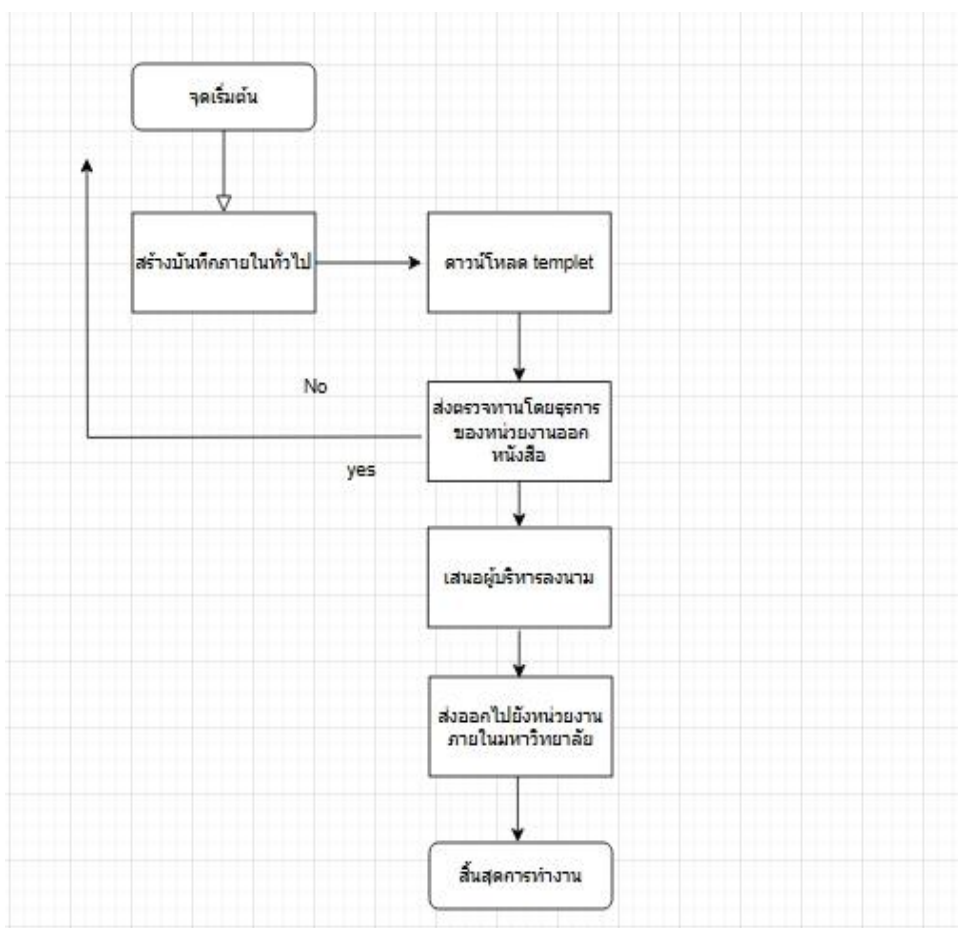 จุดเริ่มต้น
สร้างบันทึกภายในทั่วไป
ดาวน์โหลด templet
No
ส่งตรวจทานโดยธุรการ
ของหน่วยงานออก
หนังสือ
yes
เสนอผู้บริหารลงนาม
ส่งออกไปยังหน่วยงาน
ภายในมหาวิทยาลัย
สิ้นสุดการทำงาน